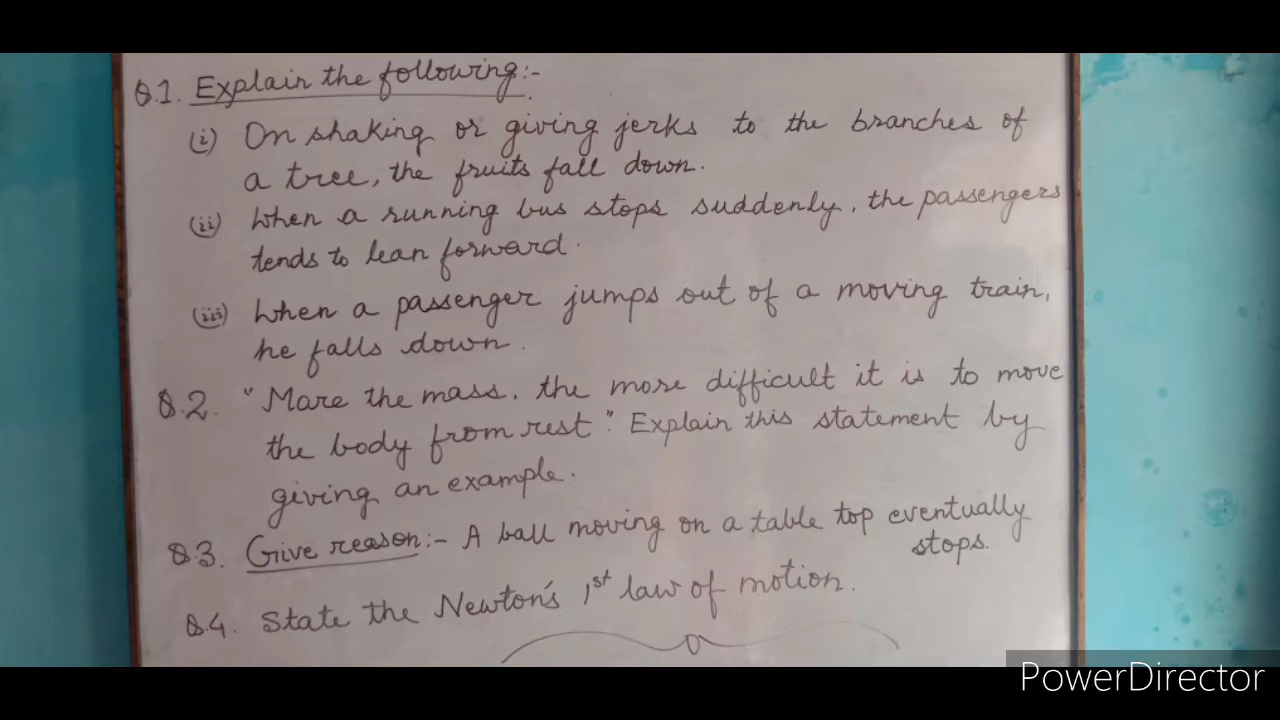 Q.1. Explain the following:-
(i) On shaking or giving jerks to the branches of
a tree, the fruits fall down.
(ii) When a running bus stops suddenly, the passengers
tends to lean forward.
(iii) When a passenger jumps out of a moving train,
he falls down.
Q.2. "More the mass, the more difficult it is to move
the body from rest". Explain this statement by
giving an example.
Q.3. Give reason:- A ball moving on a table top eventually
stops.
Q.4. State the Newton's 1st law of motion.
PowerDirector